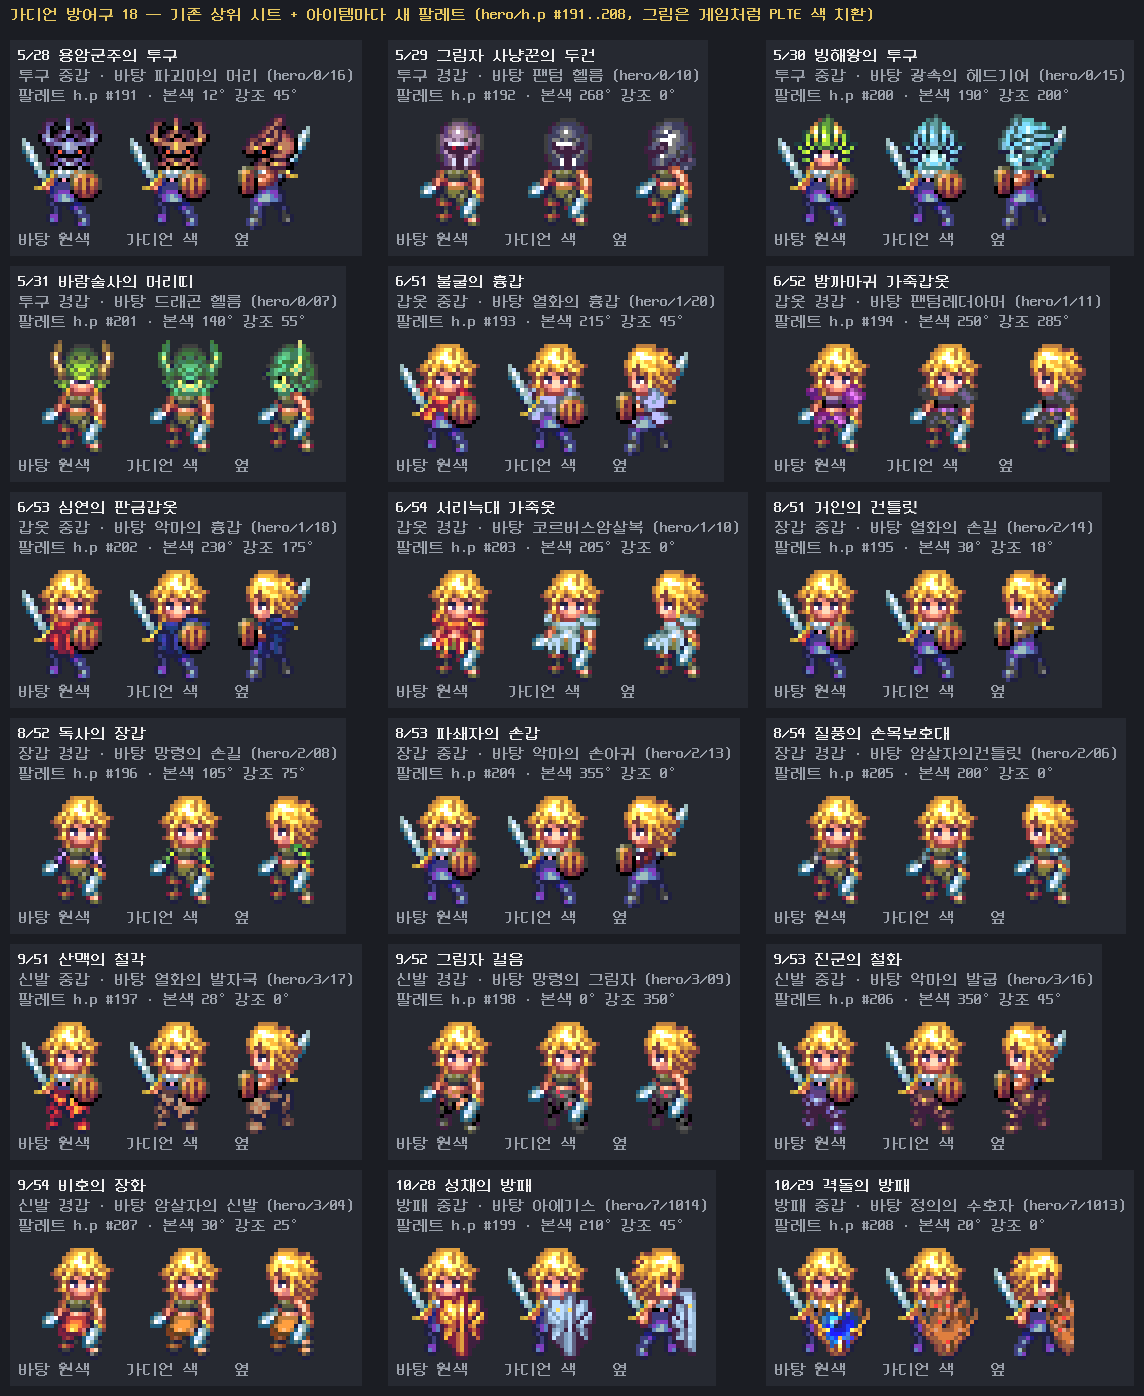 가디언 방어구 18 — 기존 상위 시트 + 아이템마다 새 팔레트 (hero/h.p #191..208, 그림은 게임처럼 PLTE 색 치환)
5/28 용암군주의 투구
투구 중갑 · 바탕 파괴마의 머리 (hero/0/16)
팔레트 h.p #191 · 본색 12° 강조 45°
바탕 원색 가디언 색 옆
5/29 그림자 사냥꾼의 두건
투구 경갑 · 바탕 팬텀 헬름 (hero/0/10)
팔레트 h.p #192 · 본색 268° 강조 0°
바탕 원색 가디언 색 옆
5/30 빙해왕의 투구
투구 중갑 · 바탕 광속의 헤드기어 (hero/0/15)
팔레트 h.p #200 · 본색 190° 강조 200°
바탕 원색 가디언 색 옆
5/31 바람술사의 머리띠
투구 경갑 · 바탕 드래곤 헬름 (hero/0/07)
팔레트 h.p #201 · 본색 140° 강조 55°
바탕 원색 가디언 색 옆
6/51 불굴의 흉갑
갑옷 중갑 · 바탕 열화의 흉갑 (hero/1/20)
팔레트 h.p #193 · 본색 215° 강조 45°
바탕 원색 가디언 색 옆
6/52 밤까마귀 가죽갑옷
갑옷 경갑 · 바탕 팬텀레더아머 (hero/1/11)
팔레트 h.p #194 · 본색 250° 강조 285°
바탕 원색 가디언 색 옆
6/53 심연의 판금갑옷
갑옷 중갑 · 바탕 악마의 흉갑 (hero/1/18)
팔레트 h.p #202 · 본색 230° 강조 175°
바탕 원색 가디언 색 옆
6/54 서리늑대 가죽옷
갑옷 경갑 · 바탕 코르버스암살복 (hero/1/10)
팔레트 h.p #203 · 본색 205° 강조 0°
바탕 원색 가디언 색 옆
8/51 거인의 건틀릿
장갑 중갑 · 바탕 열화의 손길 (hero/2/14)
팔레트 h.p #195 · 본색 30° 강조 18°
바탕 원색 가디언 색 옆
8/52 독사의 장갑
장갑 경갑 · 바탕 망령의 손길 (hero/2/08)
팔레트 h.p #196 · 본색 105° 강조 75°
바탕 원색 가디언 색 옆
8/53 파쇄자의 손갑
장갑 중갑 · 바탕 악마의 손아귀 (hero/2/13)
팔레트 h.p #204 · 본색 355° 강조 0°
바탕 원색 가디언 색 옆
8/54 질풍의 손목보호대
장갑 경갑 · 바탕 암살자의건틀릿 (hero/2/06)
팔레트 h.p #205 · 본색 200° 강조 0°
바탕 원색 가디언 색 옆
9/51 산맥의 철각
신발 중갑 · 바탕 열화의 발자국 (hero/3/17)
팔레트 h.p #197 · 본색 28° 강조 0°
바탕 원색 가디언 색 옆
9/52 그림자 걸음
신발 경갑 · 바탕 망령의 그림자 (hero/3/09)
팔레트 h.p #198 · 본색 0° 강조 350°
바탕 원색 가디언 색 옆
9/53 진군의 철화
신발 중갑 · 바탕 악마의 발굽 (hero/3/16)
팔레트 h.p #206 · 본색 350° 강조 45°
바탕 원색 가디언 색 옆
9/54 비호의 장화
신발 경갑 · 바탕 암살자의 신발 (hero/3/04)
팔레트 h.p #207 · 본색 30° 강조 25°
바탕 원색 가디언 색 옆
10/28 성채의 방패
방패 중갑 · 바탕 아에기스 (hero/7/1014)
팔레트 h.p #199 · 본색 210° 강조 45°
바탕 원색 가디언 색 옆
10/29 격돌의 방패
방패 중갑 · 바탕 정의의 수호자 (hero/7/1013)
팔레트 h.p #208 · 본색 20° 강조 0°
바탕 원색 가디언 색 옆